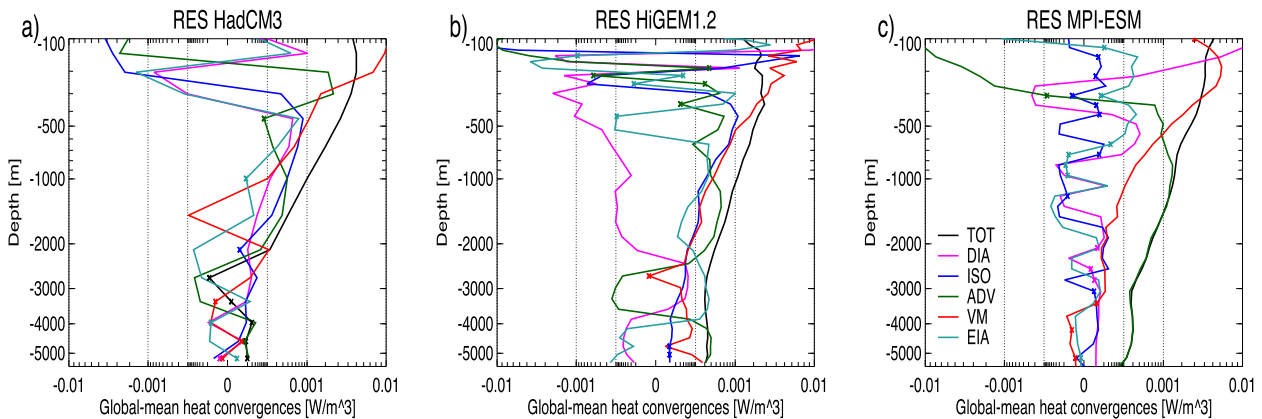 a)
RES HadCM3
-100
-500
-1000
-2000
-3000
-4000
-5000
Depth [m]
-0.01
-0.001
0
0.001
0.01
Global-mean heat convergences [W/m^3]
b)
RES HiGEM1.2
-100
-500
-1000
-2000
-3000
-4000
-5000
Depth [m]
-0.01
-0.001
0
0.001
0.01
Global-mean heat convergences [W/m^3]
c)
RES MPI-ESM
-100
-500
-1000
-2000
-3000
-4000
-5000
Depth [m]
TOT
DIA
ISO
ADV
VM
EIA
-0.01
-0.001
0
0.001
0.01
Global-mean heat convergences [W/m^3]